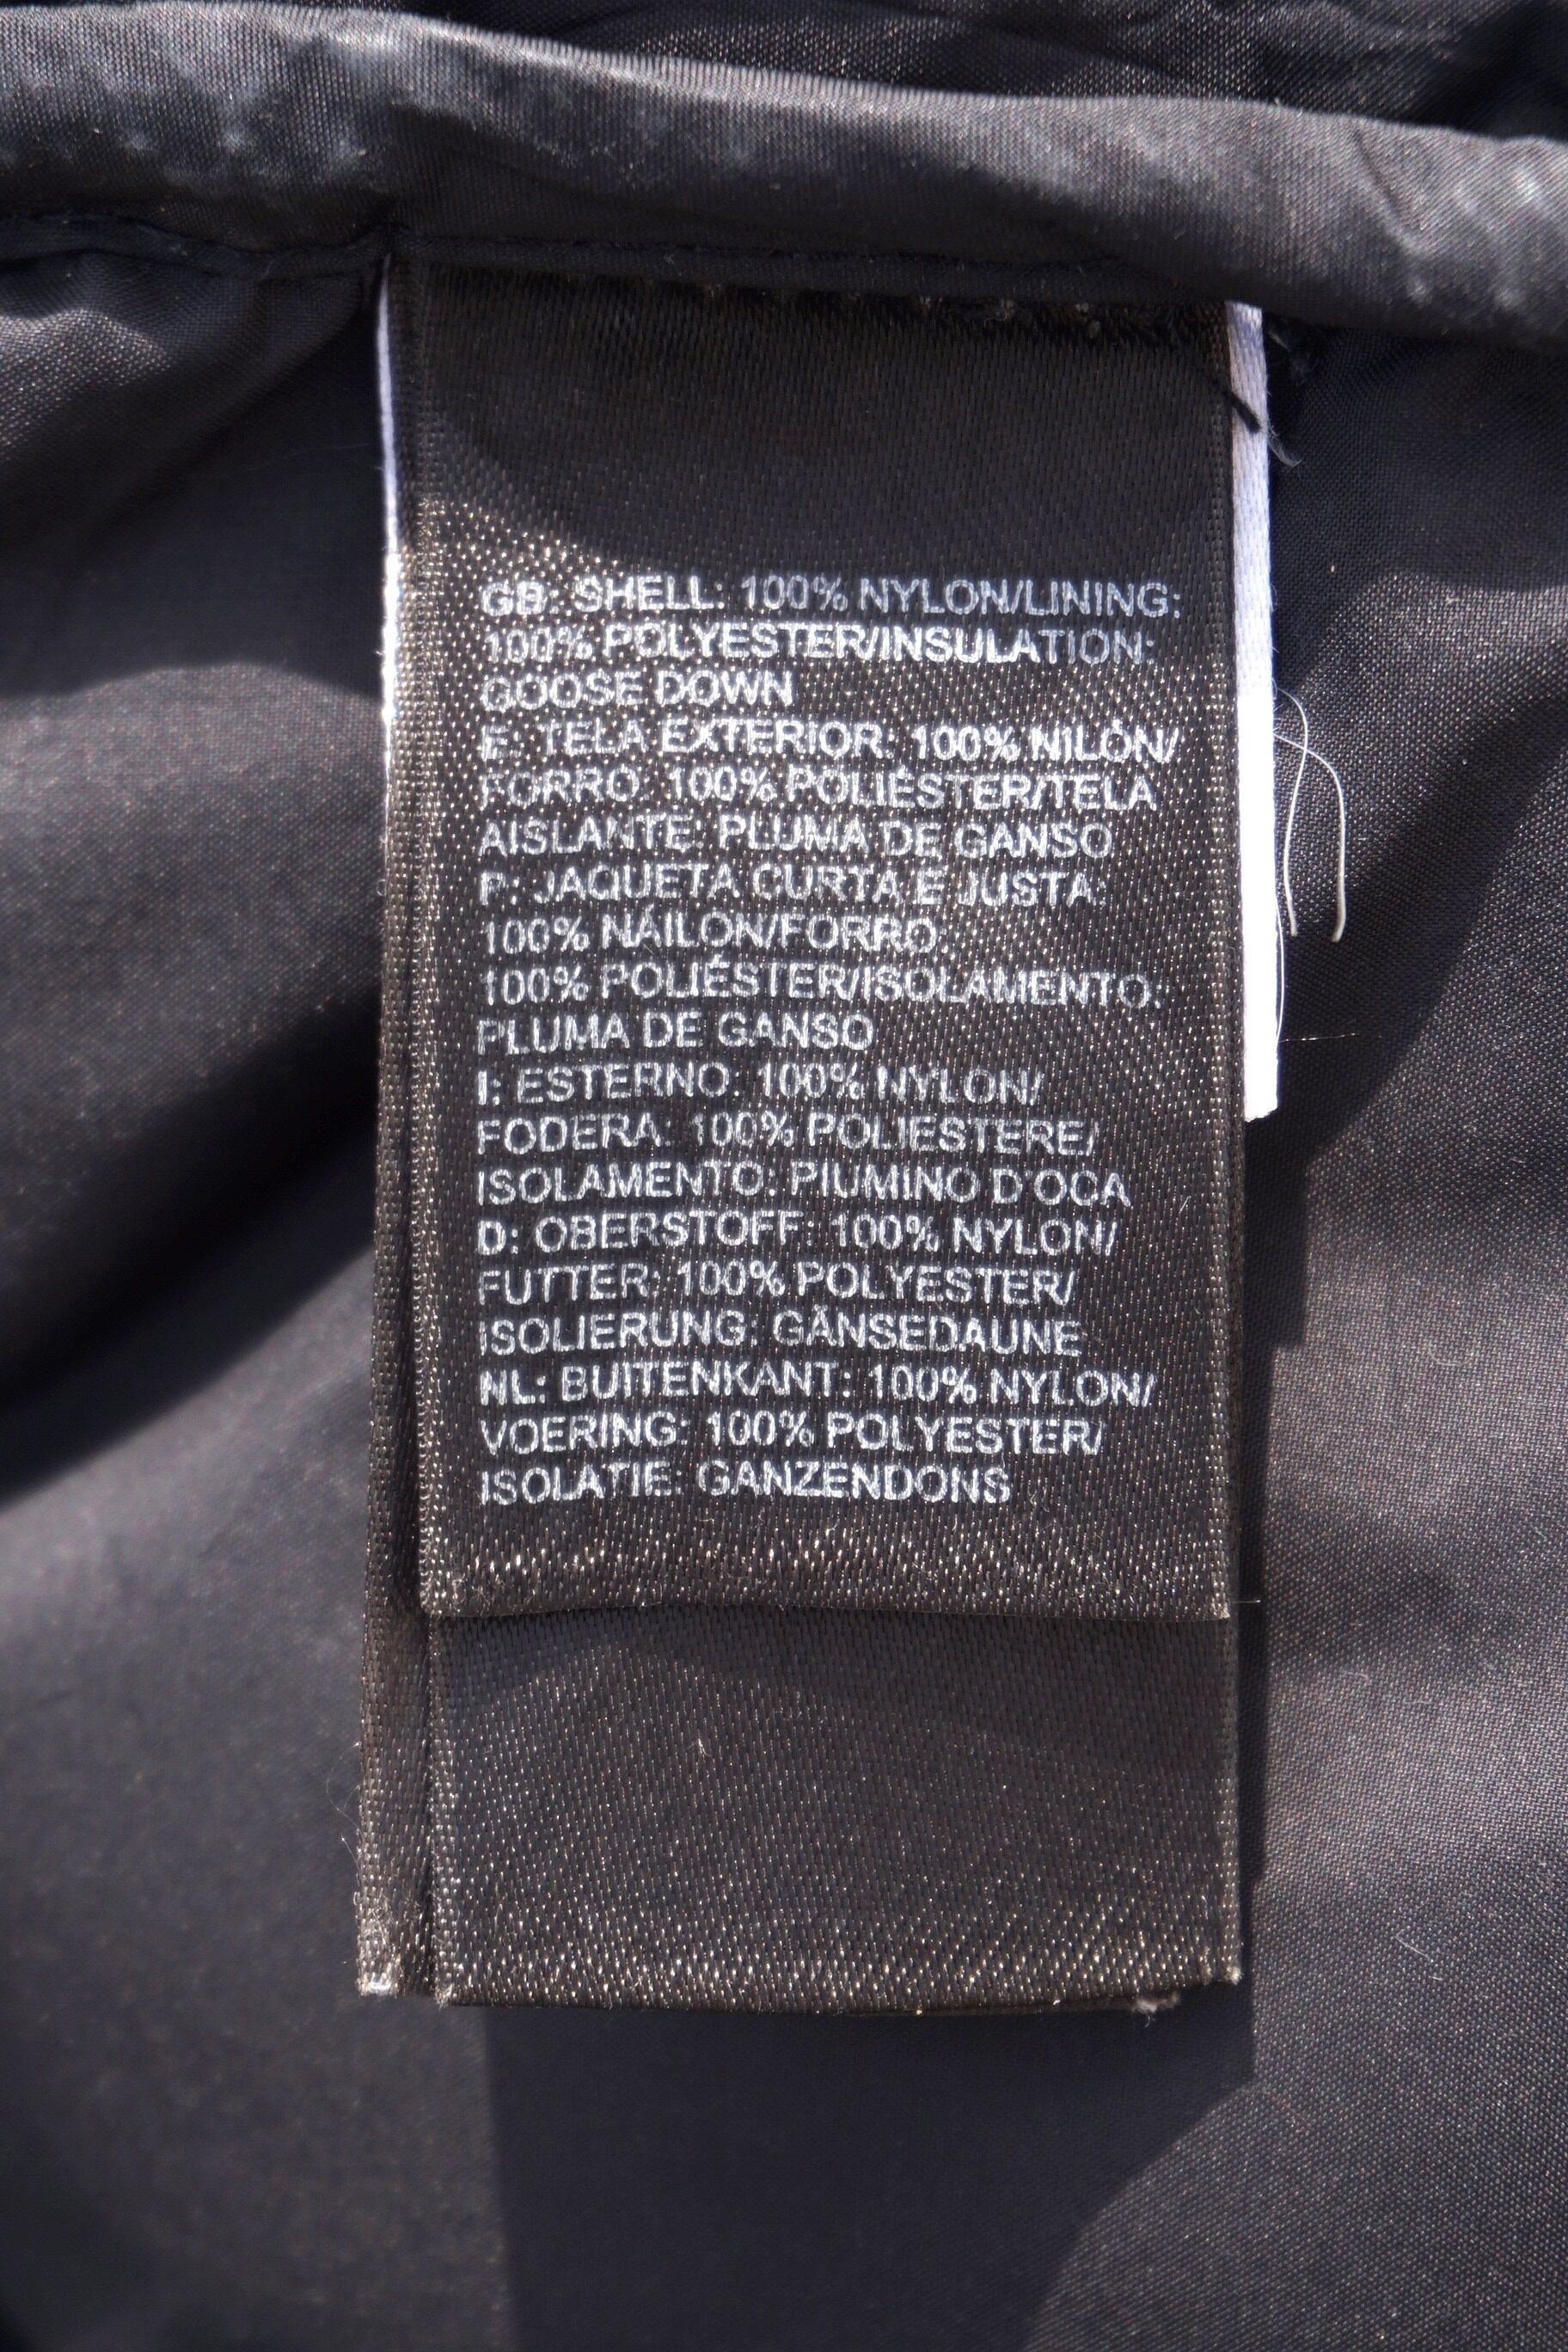 GB: SHELL: 100% NYLON/LINING:
100% POLYESTER/INSULATION:
GOOSE DOWN
E: TELA EXTERIOR: 100% NILÓN/
FORRO: 100% POLIÉSTER/TELA
AISLANTE: PLUMA DE GANSO
P: JAQUETA CURTA E JUSTA:
100% NÁILON/FORRO:
100% POLIÉSTER/ISOLAMENTO:
PLUMA DE GANSO
I: ESTERNO: 100% NYLON/
FODERA: 100% POLIESTERE/
ISOLAMENTO: PIUMINO D'OCA
D: OBERSTOFF: 100% NYLON/
FUTTER: 100% POLYESTER/
ISOLIERUNG: GÄNSEDAUNE
NL: BUITENKANT: 100% NYLON/
VOERING: 100% POLYESTER/
ISOLATIE: GANZENDONS